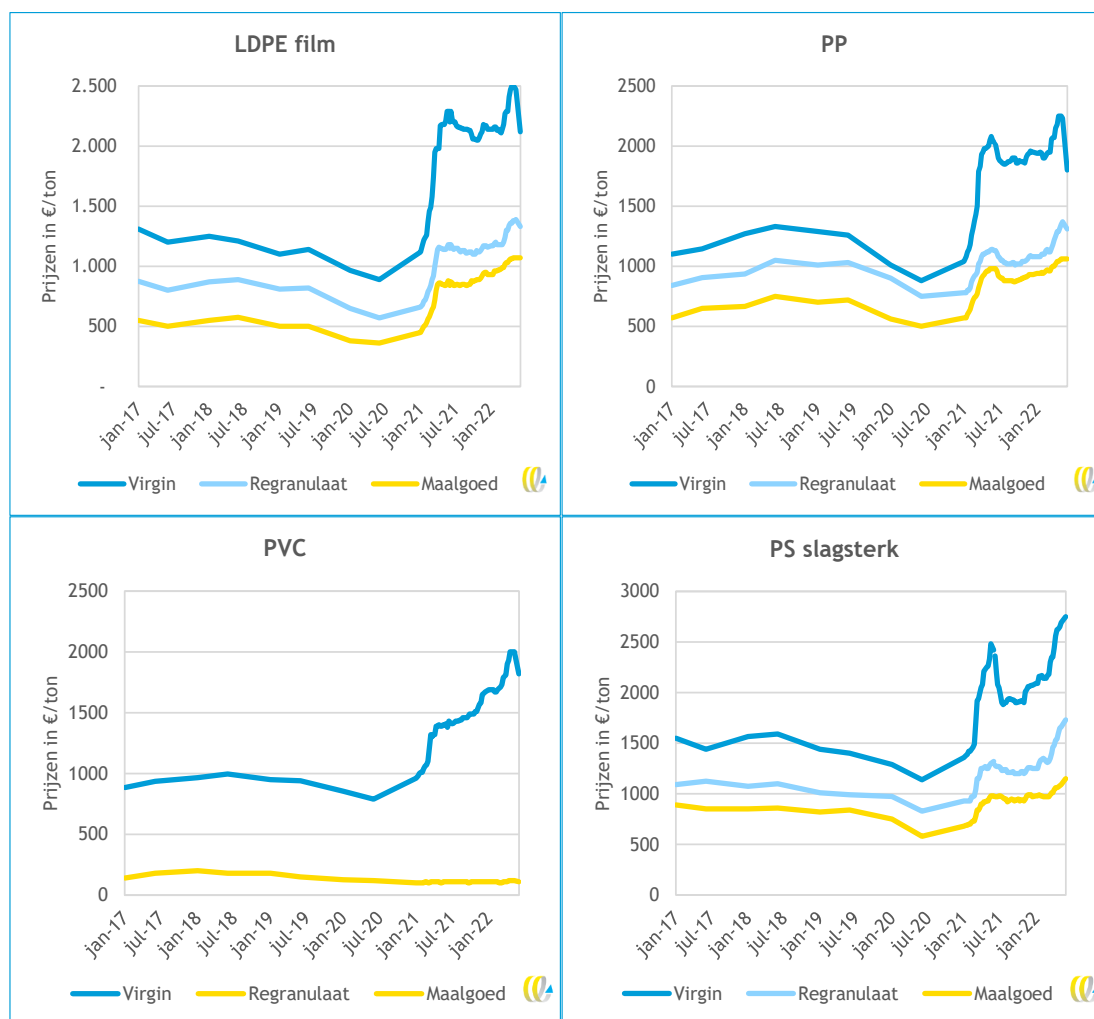 LDPE film
Prijzen in €/ton
2.500
2.000
1.500
1.000
500
-
jan-17
jul-17
jan-18
jul-18
jan-19
jul-19
jan-20
jul-20
jan-21
jul-21
jan-22
Virgin Regranulaat Maalgoed
PP
Prijzen in €/ton
2500
2000
1500
1000
500
0
jan-17
jul-17
jan-18
jul-18
jan-19
jul-19
jan-20
jul-20
jan-21
jul-21
jan-22
Virgin Regranulaat Maalgoed
PVC
Prijzen in €/ton
2500
2000
1500
1000
500
0
jan-17
jul-17
jan-18
jul-18
jan-19
jul-19
jan-20
jul-20
jan-21
jul-21
jan-22
Virgin Regranulaat Maalgoed
PS slagsterk
Prijzen in €/ton
3000
2500
2000
1500
1000
500
0
jan-17
jul-17
jan-18
jul-18
jan-19
jul-19
jan-20
jul-20
jan-21
jul-21
jan-22
Virgin Regranulaat Maalgoed